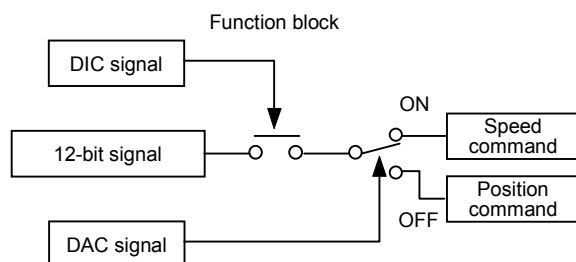 Function block
DIC signal
ON
Speed
command
12-bit signal
Position
command
OFF
DAC signal